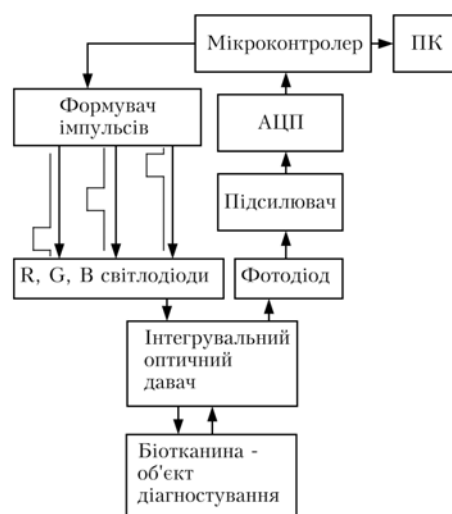 Мікроконтролер
ПК
Формувач
імпульсів
АЦП
Підсилювач
R, G, B світлодіоди
Фотодіод
Інтегрувальний
оптичний
давач
Біотканина -
об'єкт
діагностування